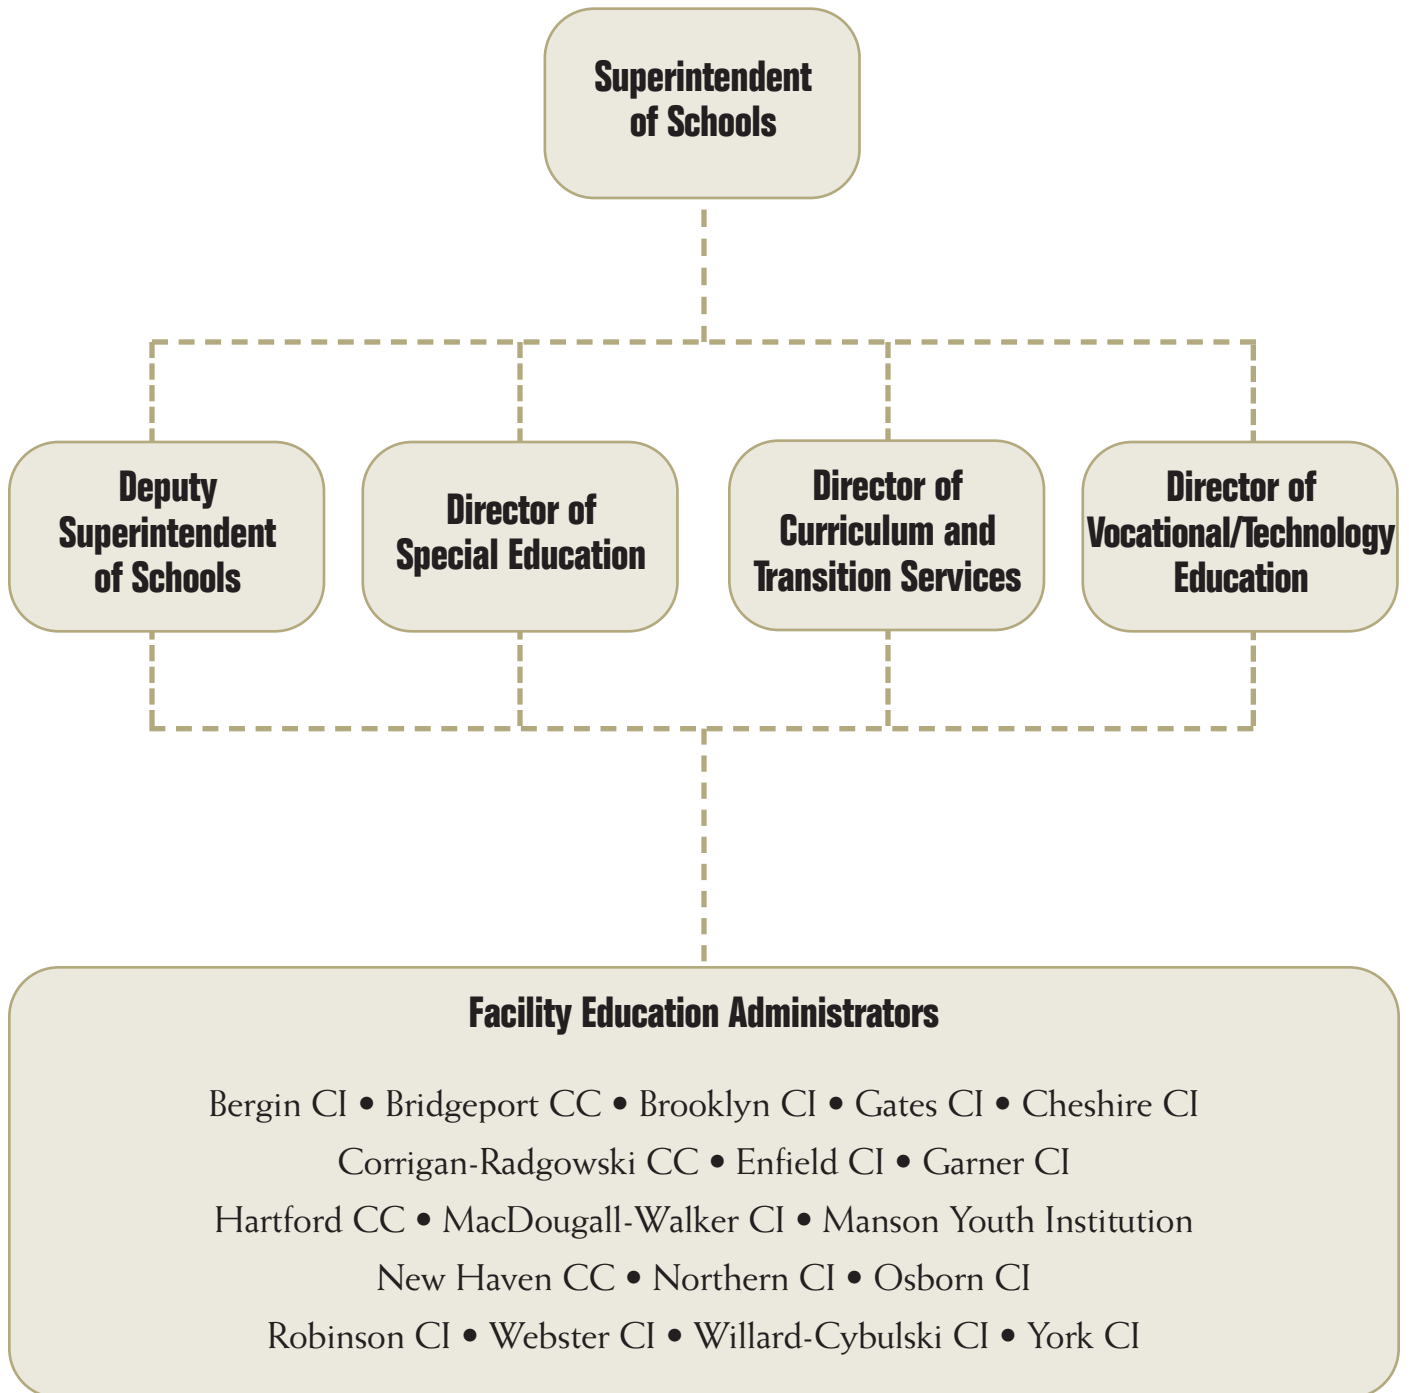 Superintendent
of Schools
Deputy
Superintendent
of Schools
Director of
Special Education
Director of
Curriculum and
Transition Services
Director of
Vocational/Technology
Education
Facility Education Administrators
Bergin CI • Bridgeport CC • Brooklyn CI • Gates CI • Cheshire CI
Corrigan-Radgowski CC • Enfield CI • Garner CI
Hartford CC • MacDougall-Walker CI • Manson Youth Institution
New Haven CC • Northern CI • Osborn CI
Robinson CI • Webster CI • Willard-Cybulski CI • York CI